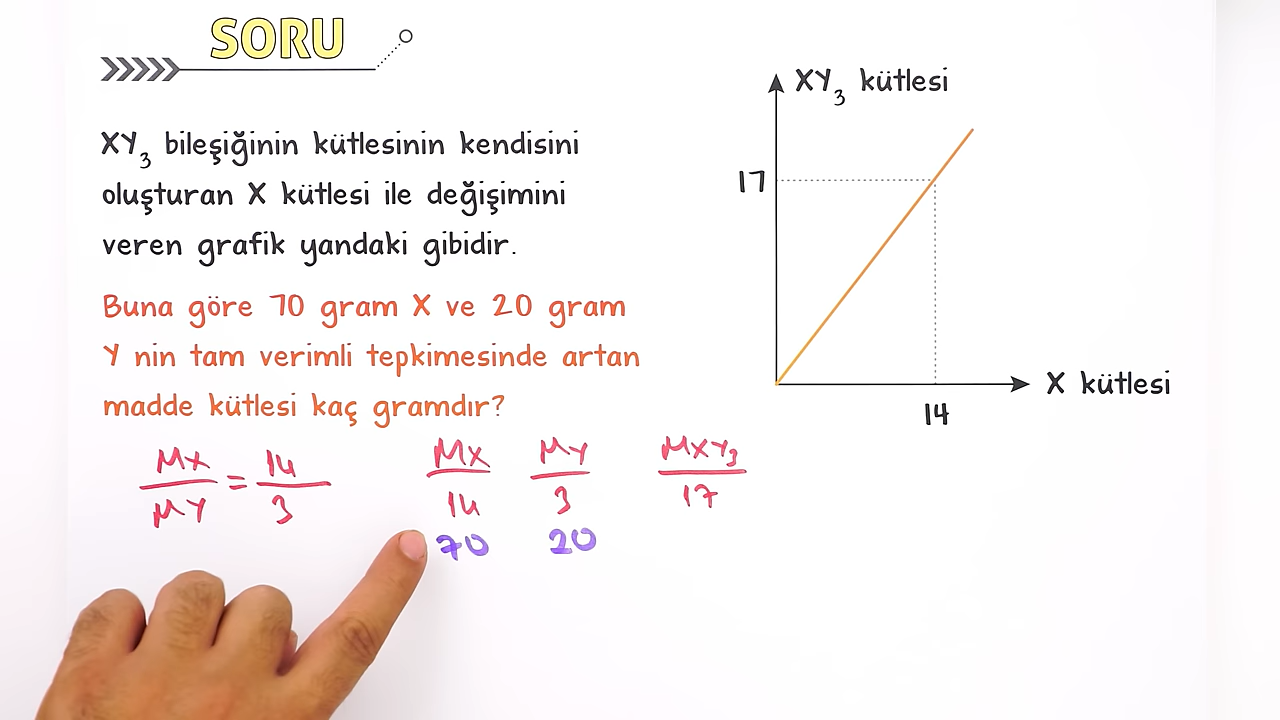 SORU
XY₃ bileşiğinin kütlesinin kendisini
oluşturan X kütlesi ile değişimini
veren grafik yandaki gibidir.
Buna göre 70 gram X ve 20 gram
Y nin tam verimli tepkimesinde artan
madde kütlesi kaç gramdır?
XY₃ kütlesi
17
X kütlesi
14
MX = 14
MY 3
MX MY MXY₃
14 3 17
70 20